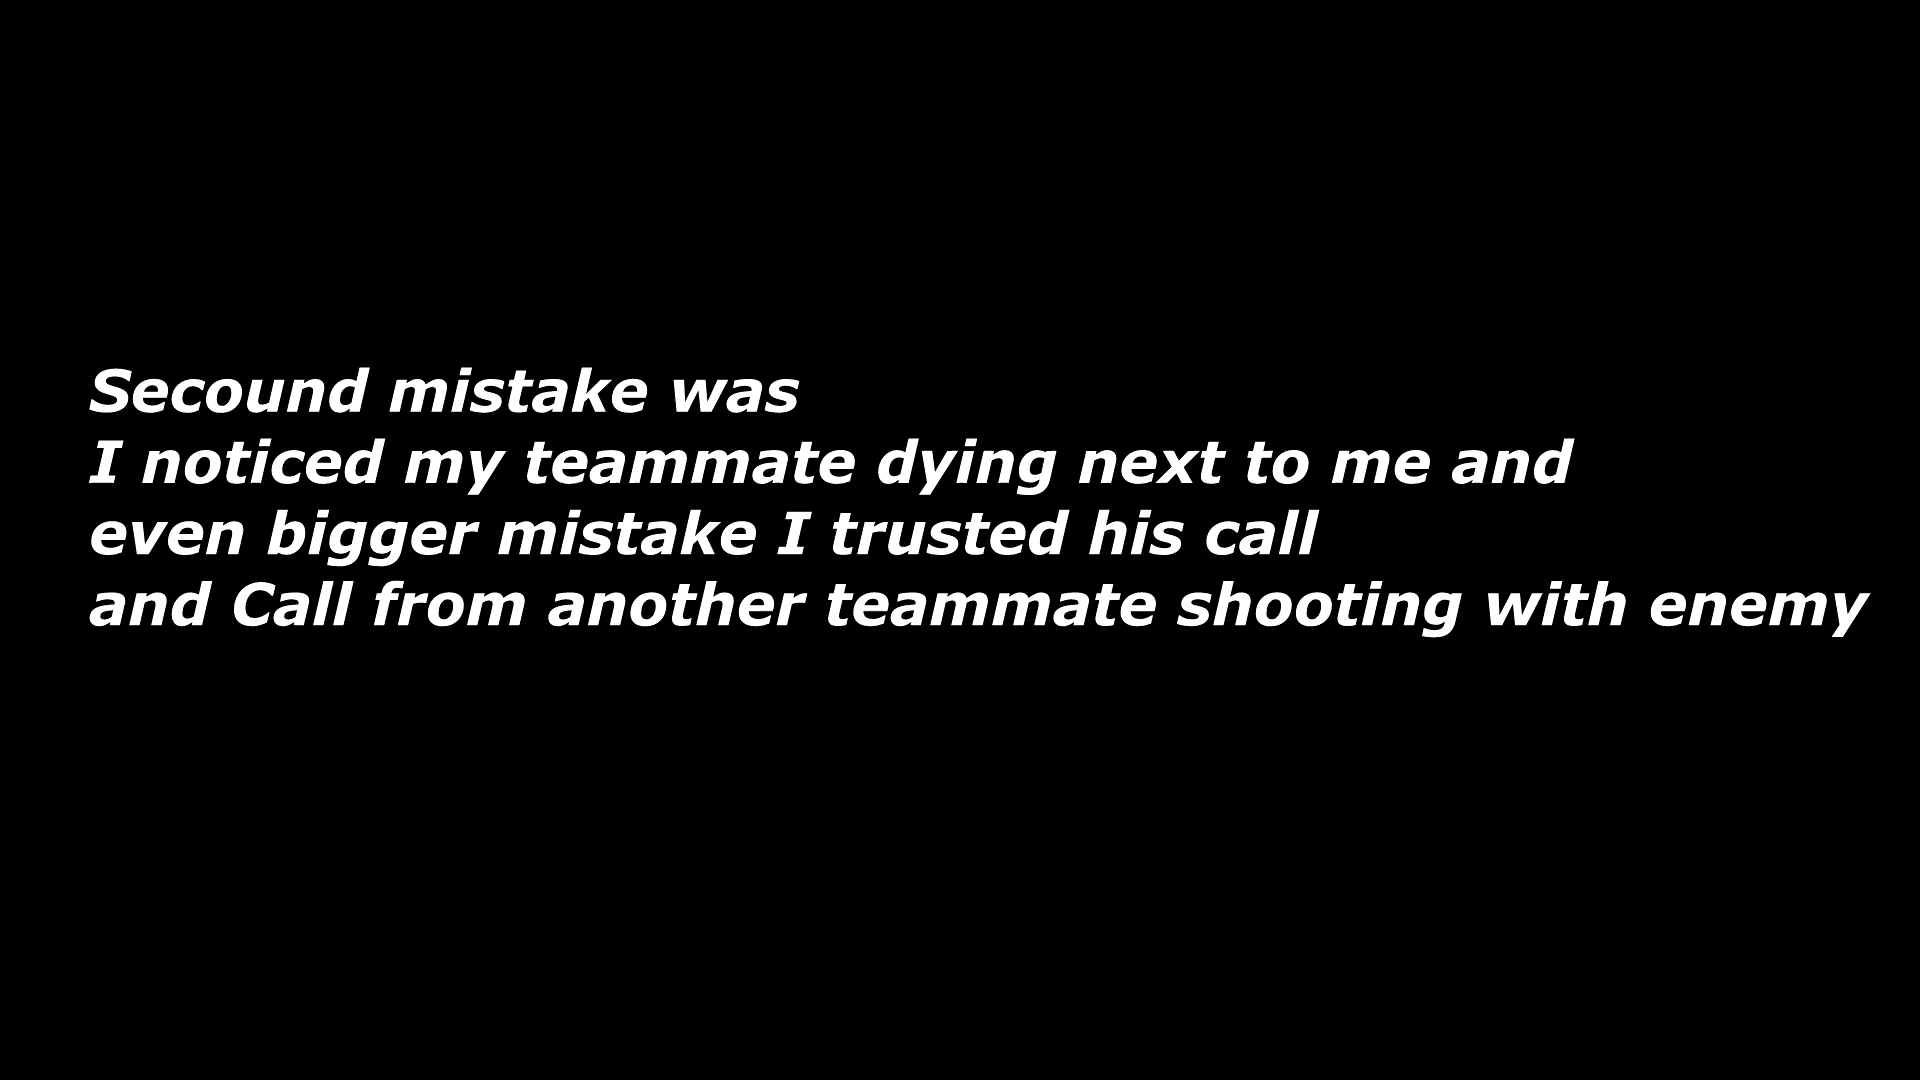 Secound mistake was
I noticed my teammate dying next to me and
even bigger mistake I trusted his call
and Call from another teammate shooting with enemy